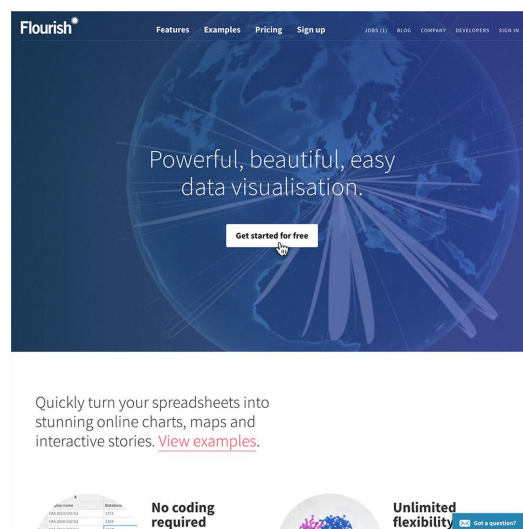 Flourish
Features Examples Pricing Sign up JOBS (1) BLOG COMPANY DEVELOPERS SIGN IN
Powerful, beautiful, easy
data visualisation.
Get started for free
Quickly turn your spreadsheets into
stunning online charts, maps and
interactive stories. View examples.
No coding
required
Unlimited
flexibility
Got a question?